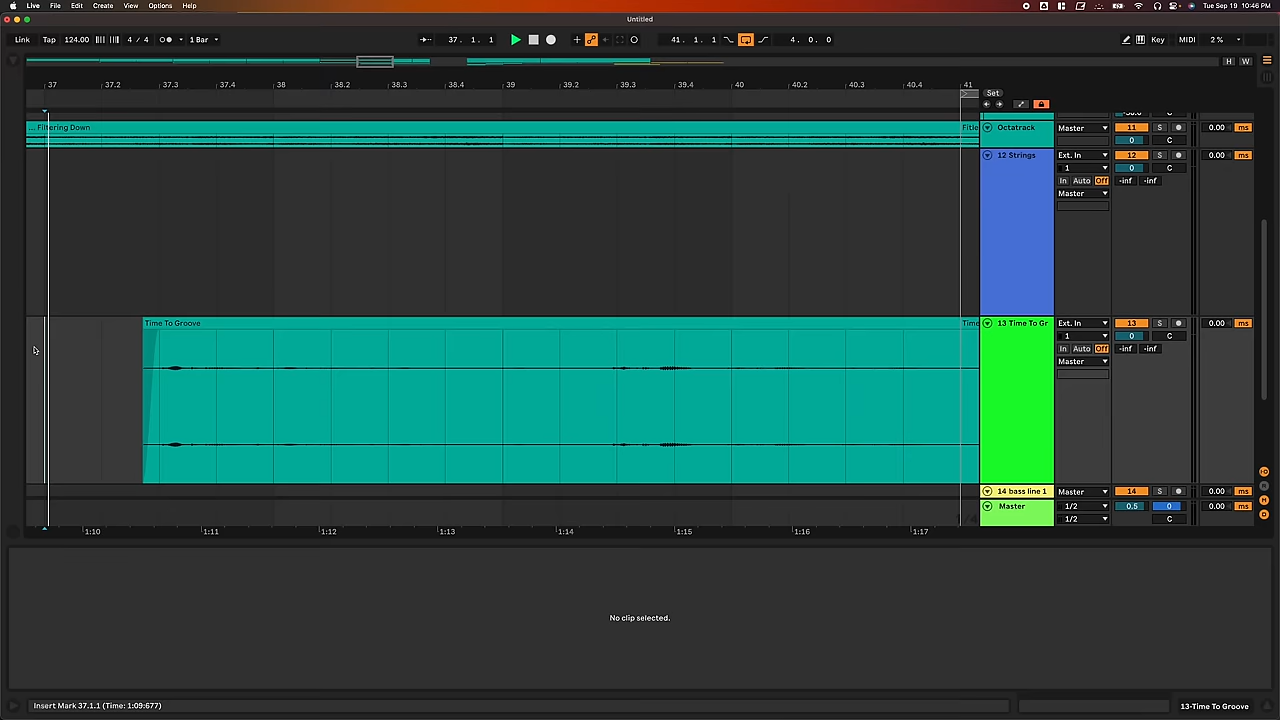 Live File Edit Create View Options Help
Tue Sep 19 10:46 PM
Untitled
Link Tap 124.00 4 / 4 1 Bar
37. 1. 1
41. 1. 1
4. 0. 0
Key MIDI 2 %
H W
37 37.2 37.3 37.4 38 38.2 38.3 38.4 39 39.2 39.3 39.4 40 40.2 40.3 40.4 41
Set
... Filtering Down
Octatrack Master 11 S 0.00 ms
0 C
12 Strings Ext. In 12 S 0.00 ms
1 0 C
In Auto Off -inf -inf
Master
Time To Groove
Time
13 Time To Gr Ext. In 13 S 0.00 ms
1 0 C
In Auto Off -inf -inf
Master
14 bass line 1 Master 14 S 0.00 ms
Master 1/2 0.5 0 0.00 ms
1/2 C
1/4
1:10 1:11 1:12 1:13 1:14 1:15 1:16 1:17
No clip selected.
Insert Mark 37.1.1 (Time: 1:09:677)
13-Time To Groove